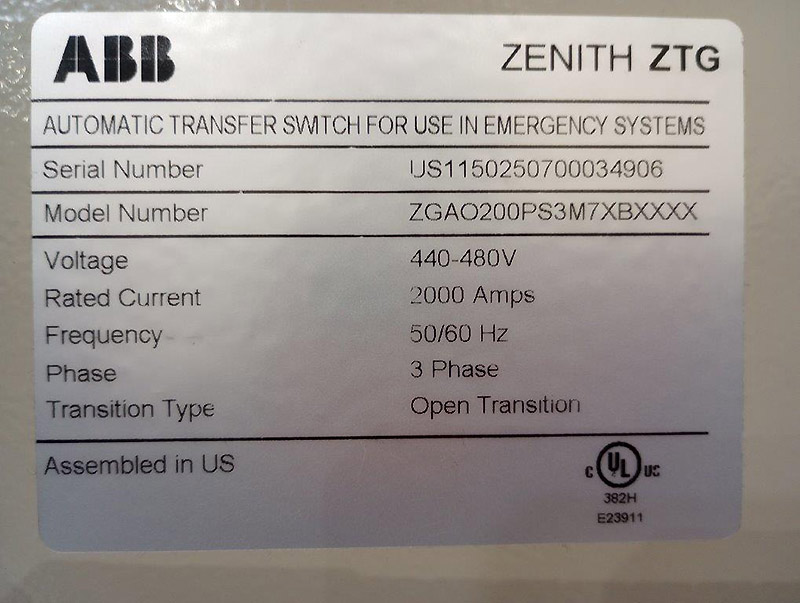 ABB ZENITH ZTG
AUTOMATIC TRANSFER SWITCH FOR USE IN EMERGENCY SYSTEMS
Serial Number US1150250700034906
Model Number ZGAO200PS3M7XBXXXX
Voltage 440-480V
Rated Current 2000 Amps
Frequency 50/60 Hz
Phase 3 Phase
Transition Type Open Transition
Assembled in US
C UL US
382H
E23911